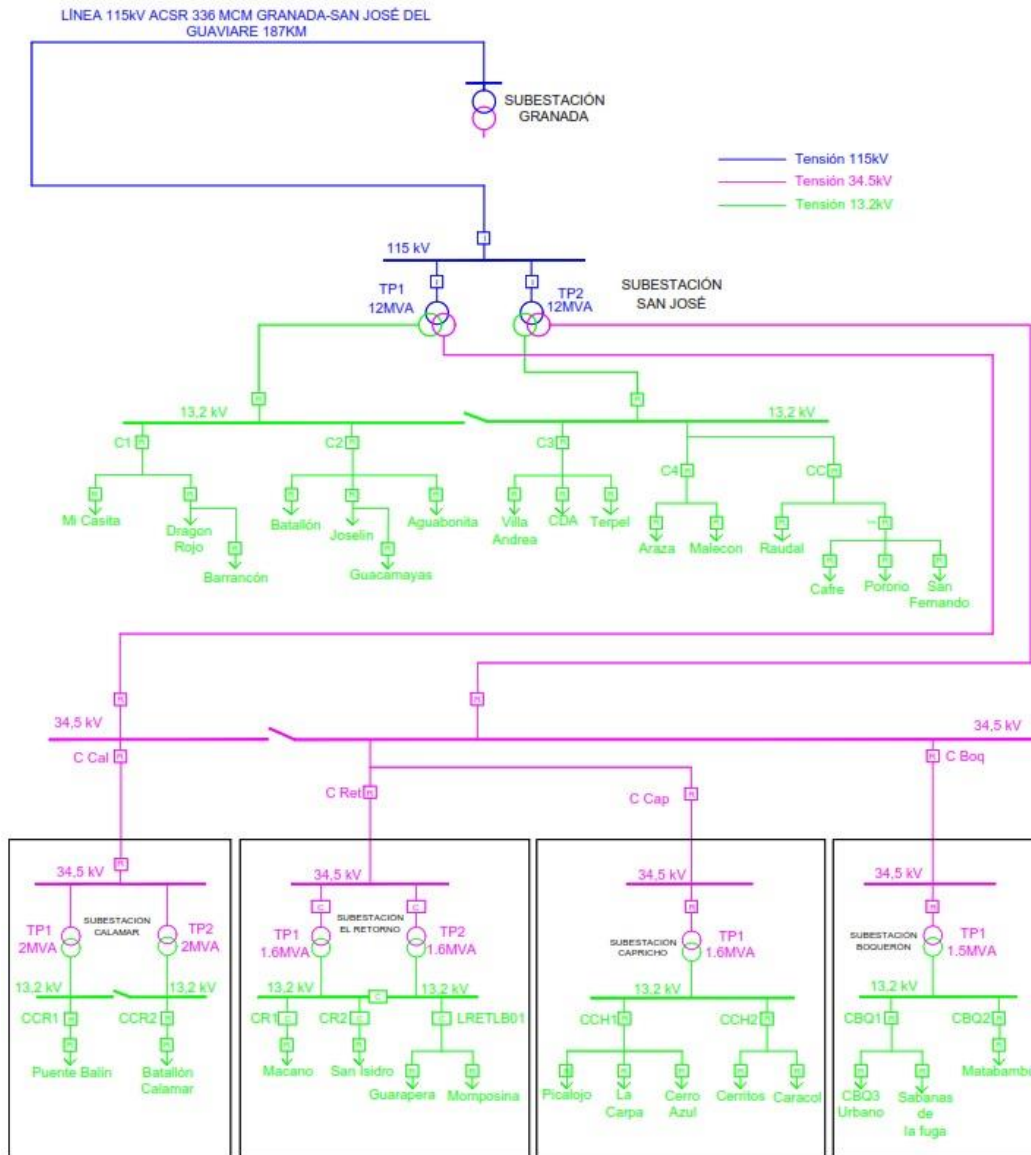 LÍNEA 115kV ACSR 336 MCM GRANADA-SAN JOSÉ DEL
GUAVIARE 187KM
SUBESTACIÓN
GRANADA
Tensión 115kV
Tensión 34.5kV
Tensión 13.2kV
115 kV
TP1
12MVA
TP2
12MVA
SUBESTACIÓN
SAN JOSÉ
13,2 kV
13,2 kV
C1
C2
C3
C4
CC
Mi Casita
Dragon
Rojo
Barrancón
Batallón
Joselin
Guacamayas
Aguabonita
Villa
Andrea
CDA
Terpel
Araza
Malecon
Raudal
Cafre
Pororio
San
Fernando
34,5 kV
34,5 kV
C Cal
C Ret
C Cap
C Boq
34,5 kV
SUBESTACION
CALAMAR
TP1
2MVA
TP2
2MVA
13,2 kV
13,2 kV
CCR1
CCR2
Puente Balín
Batallón
Calamar
34,5 kV
SUBESTACIÓN
EL RETORNO
TP1
1.6MVA
TP2
1.6MVA
13,2 kV
13,2 kV
CR1
CR2
LRETLB01
Macano
San Isidro
Guarapera
Momposina
34,5 kV
SUBESTACIÓN
CAPRICHO
TP1
1.6MVA
13,2 kV
CCH1
CCH2
Picalojo
La
Carpa
Cerro
Azul
Cerritos
Caracol
34,5 kV
SUBESTACIÓN
BOQUERÓN
TP1
1.5MVA
13,2 kV
CBQ1
CBQ2
CBQ3
Urbano
Sabanas
de
la fuga
Matabamba